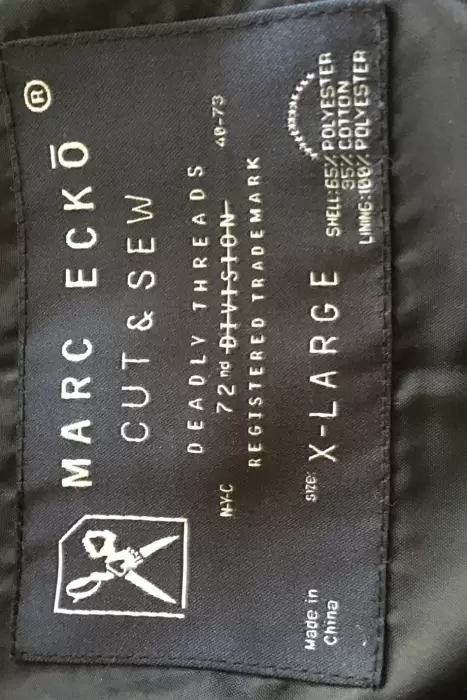 MARC ECKŌ®
CUT & SEW
DEADLY THREADS
N.Y.C 72nd DIVISION 40-73
REGISTERED TRADEMARK
SIZE: X-LARGE
SHELL:65% POLYESTER
35% COTTON
LINING:100% POLYESTER
Made in
China